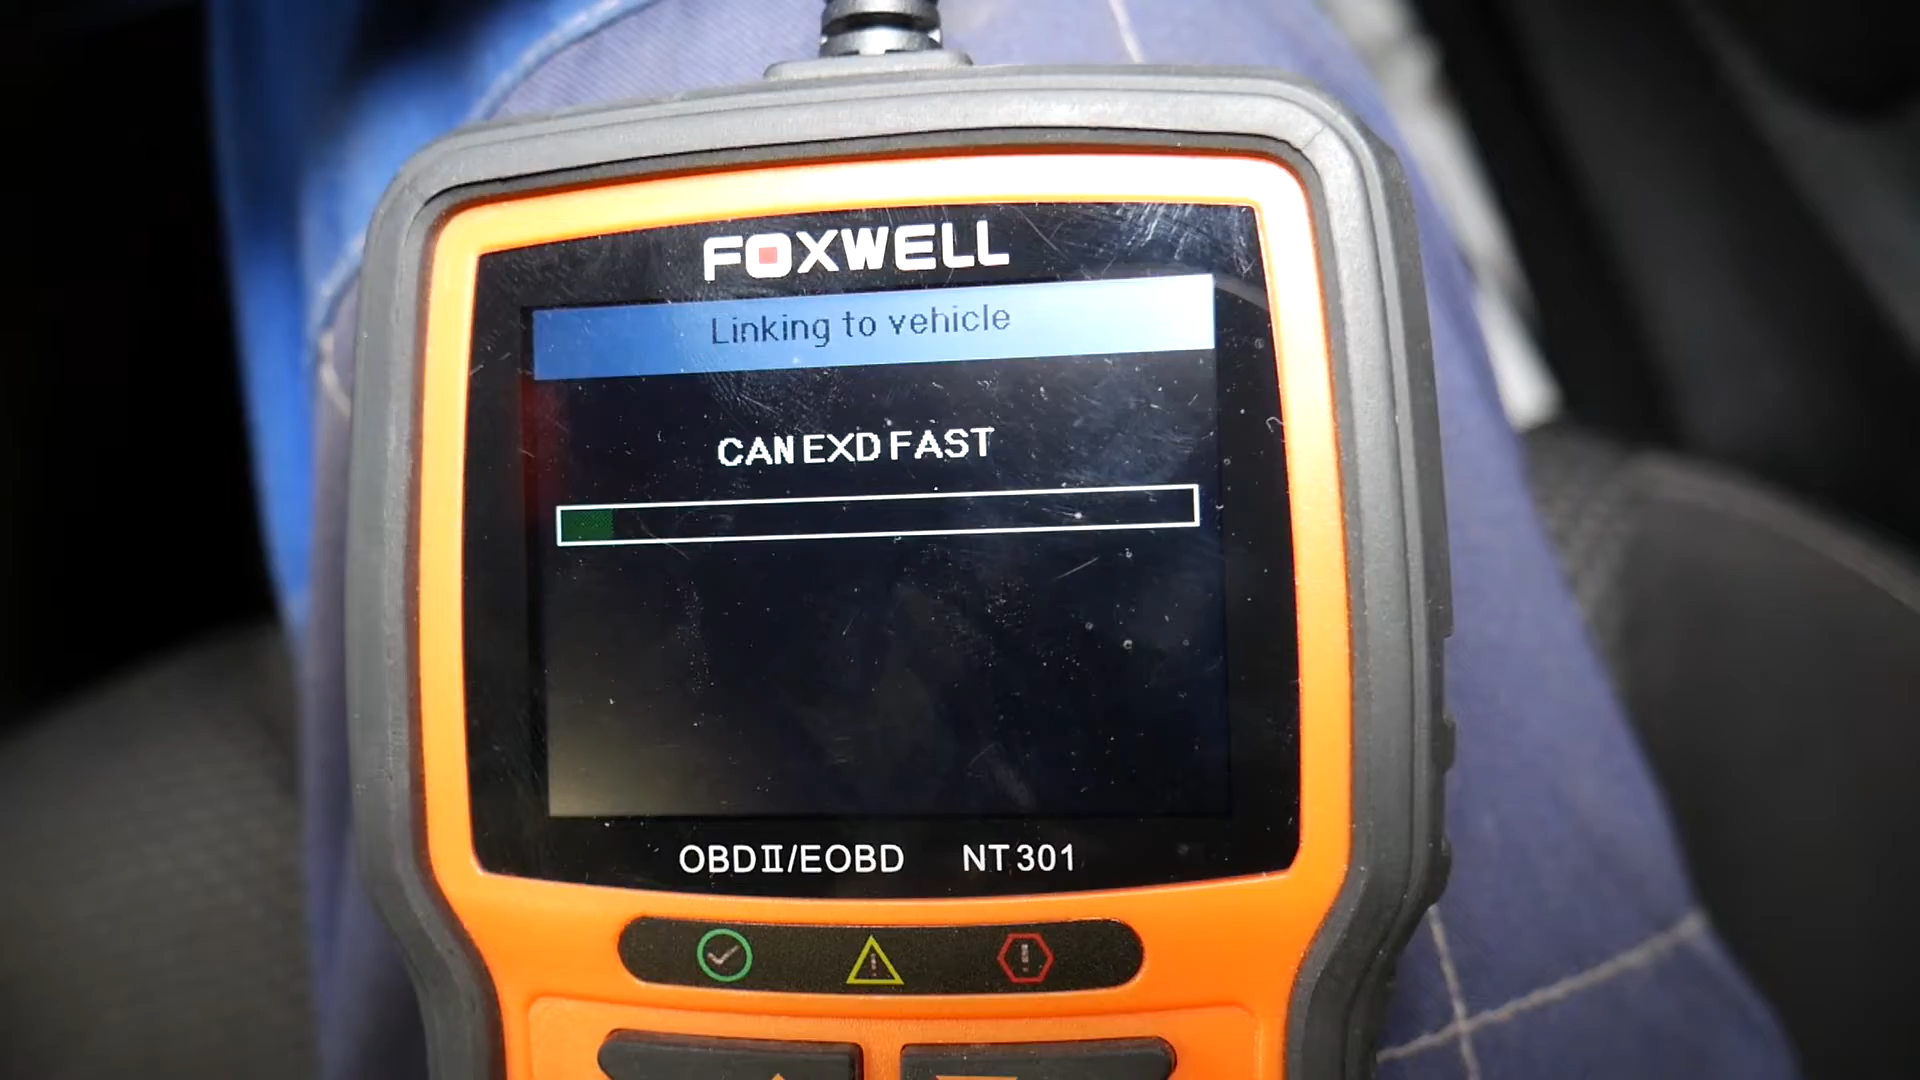 FOXWELL
Linking to vehicle
CAN EXD FAST
OBDII/EOBD NT301